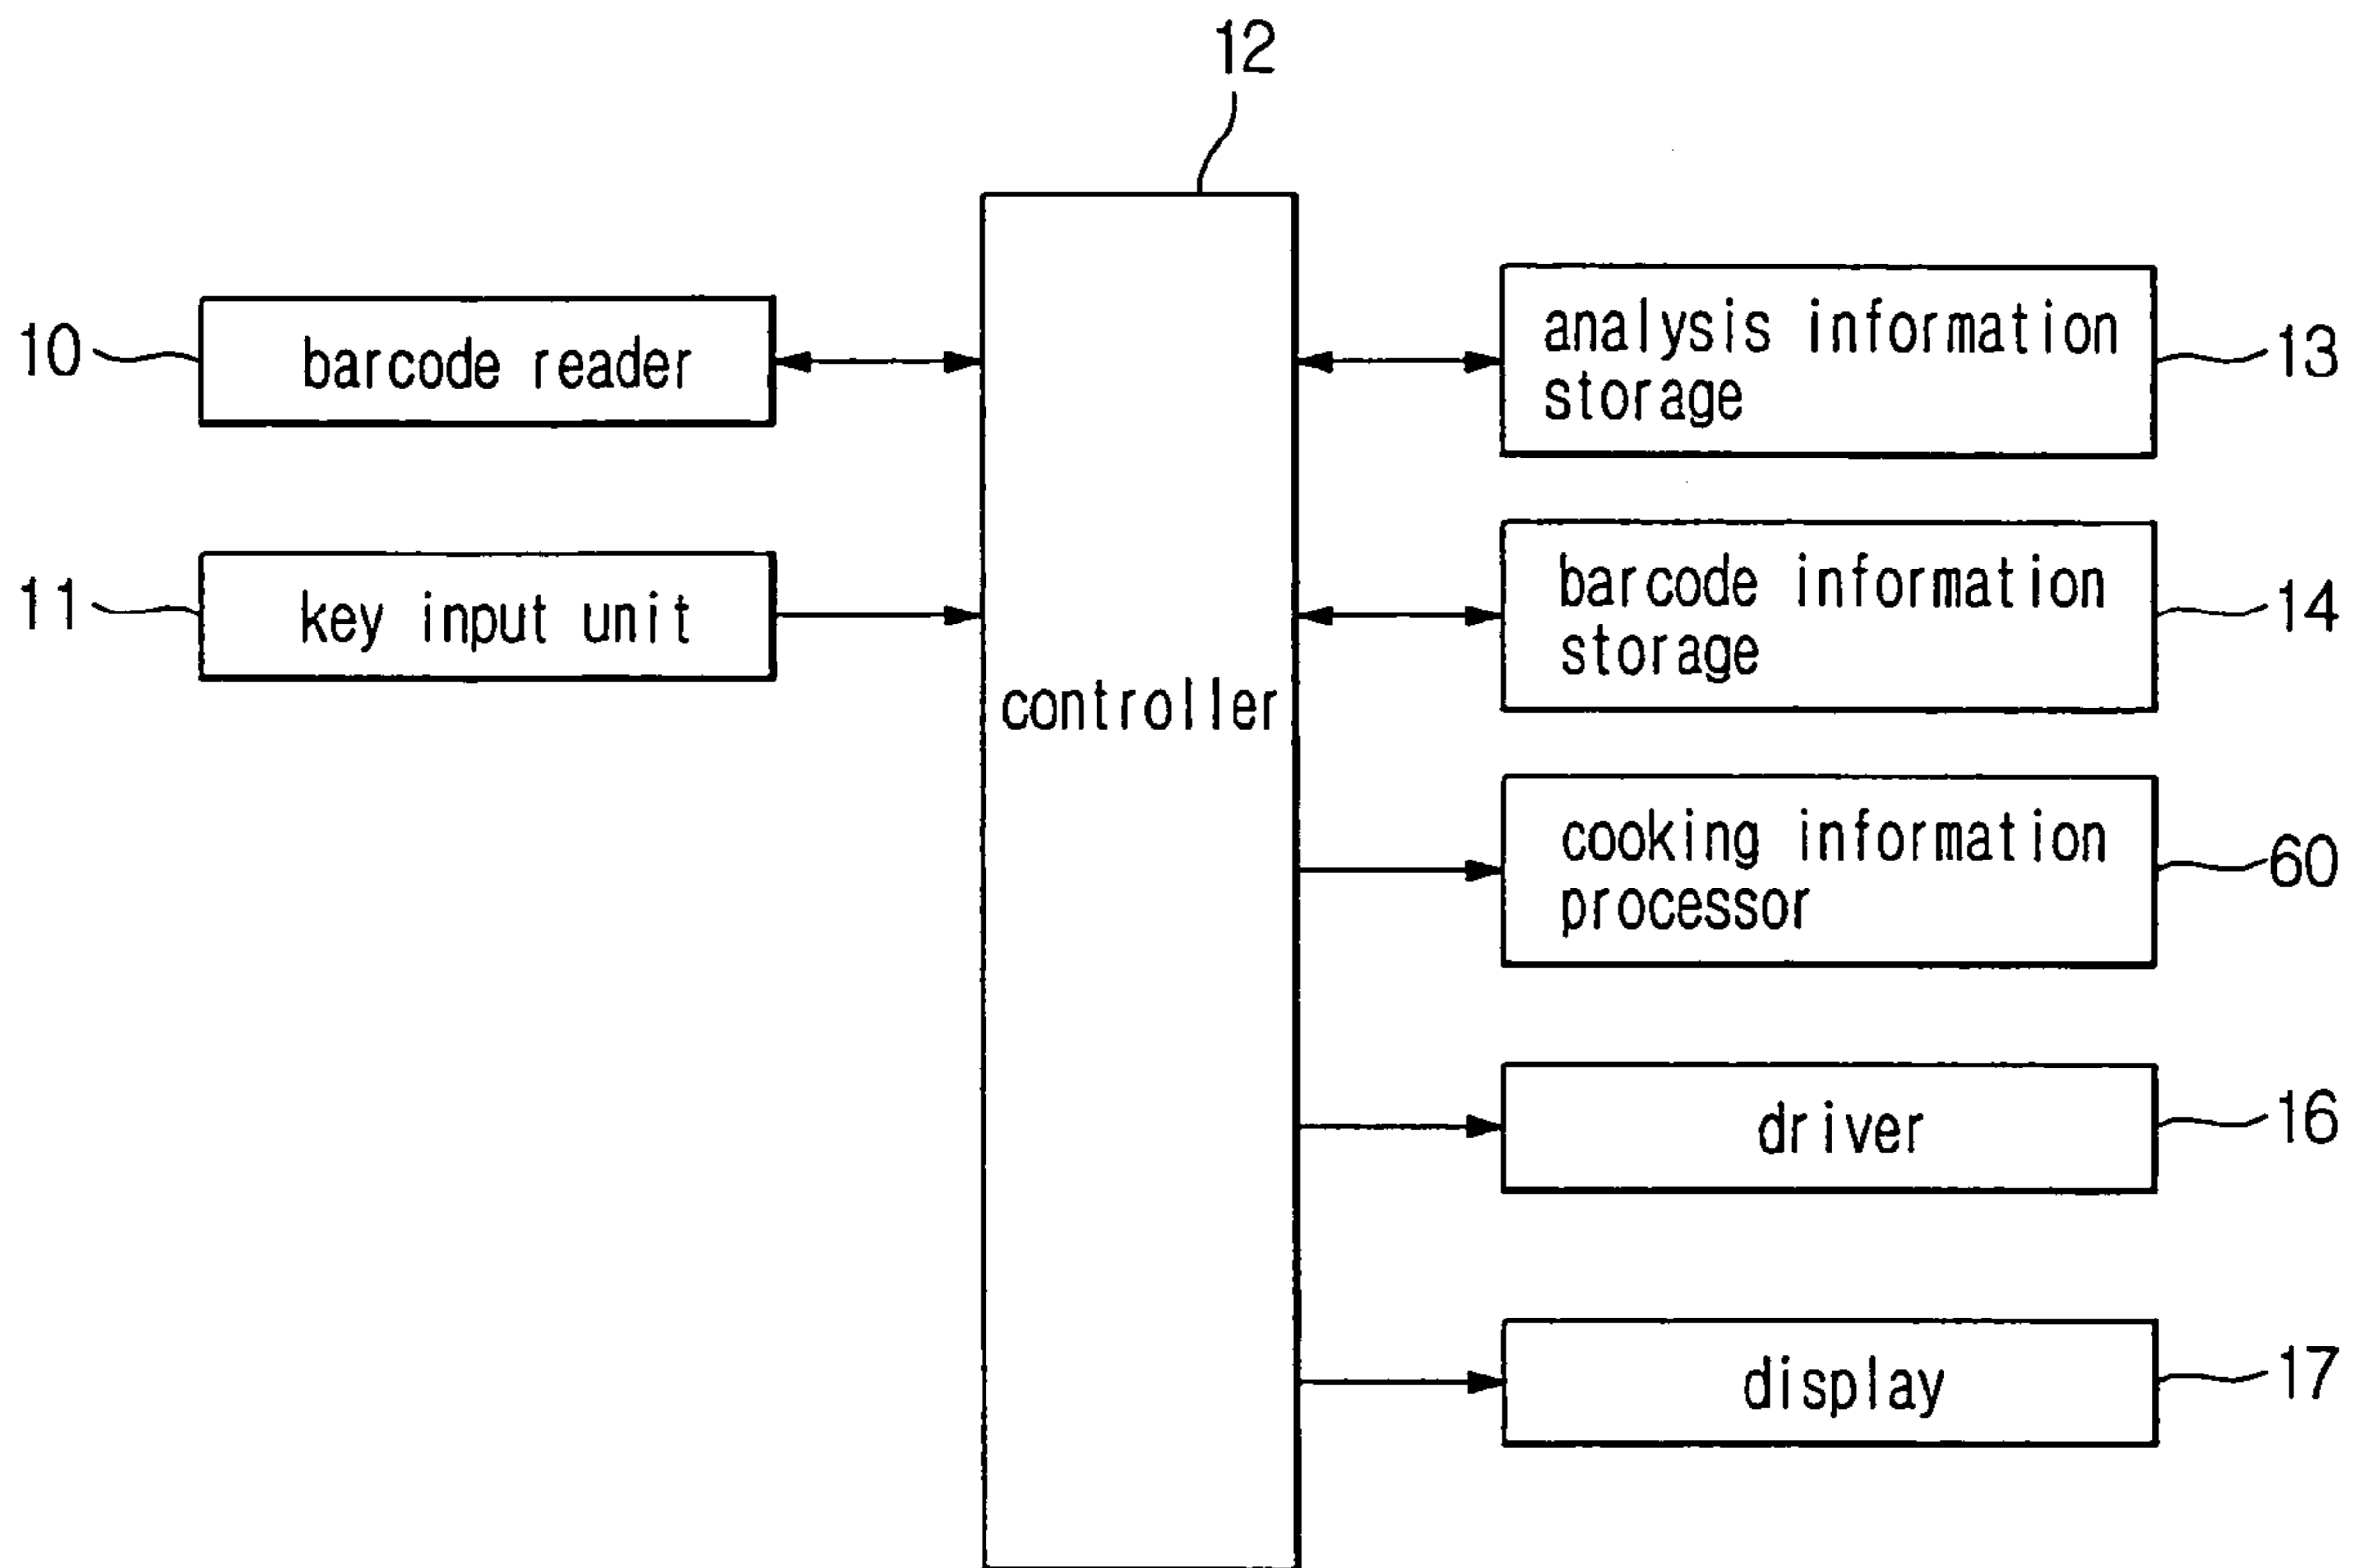 12
10
barcode reader
analysis information
storage
13
11
key input unit
barcode information
storage
14
controller
cooking information
processor
60
driver
16
display
17